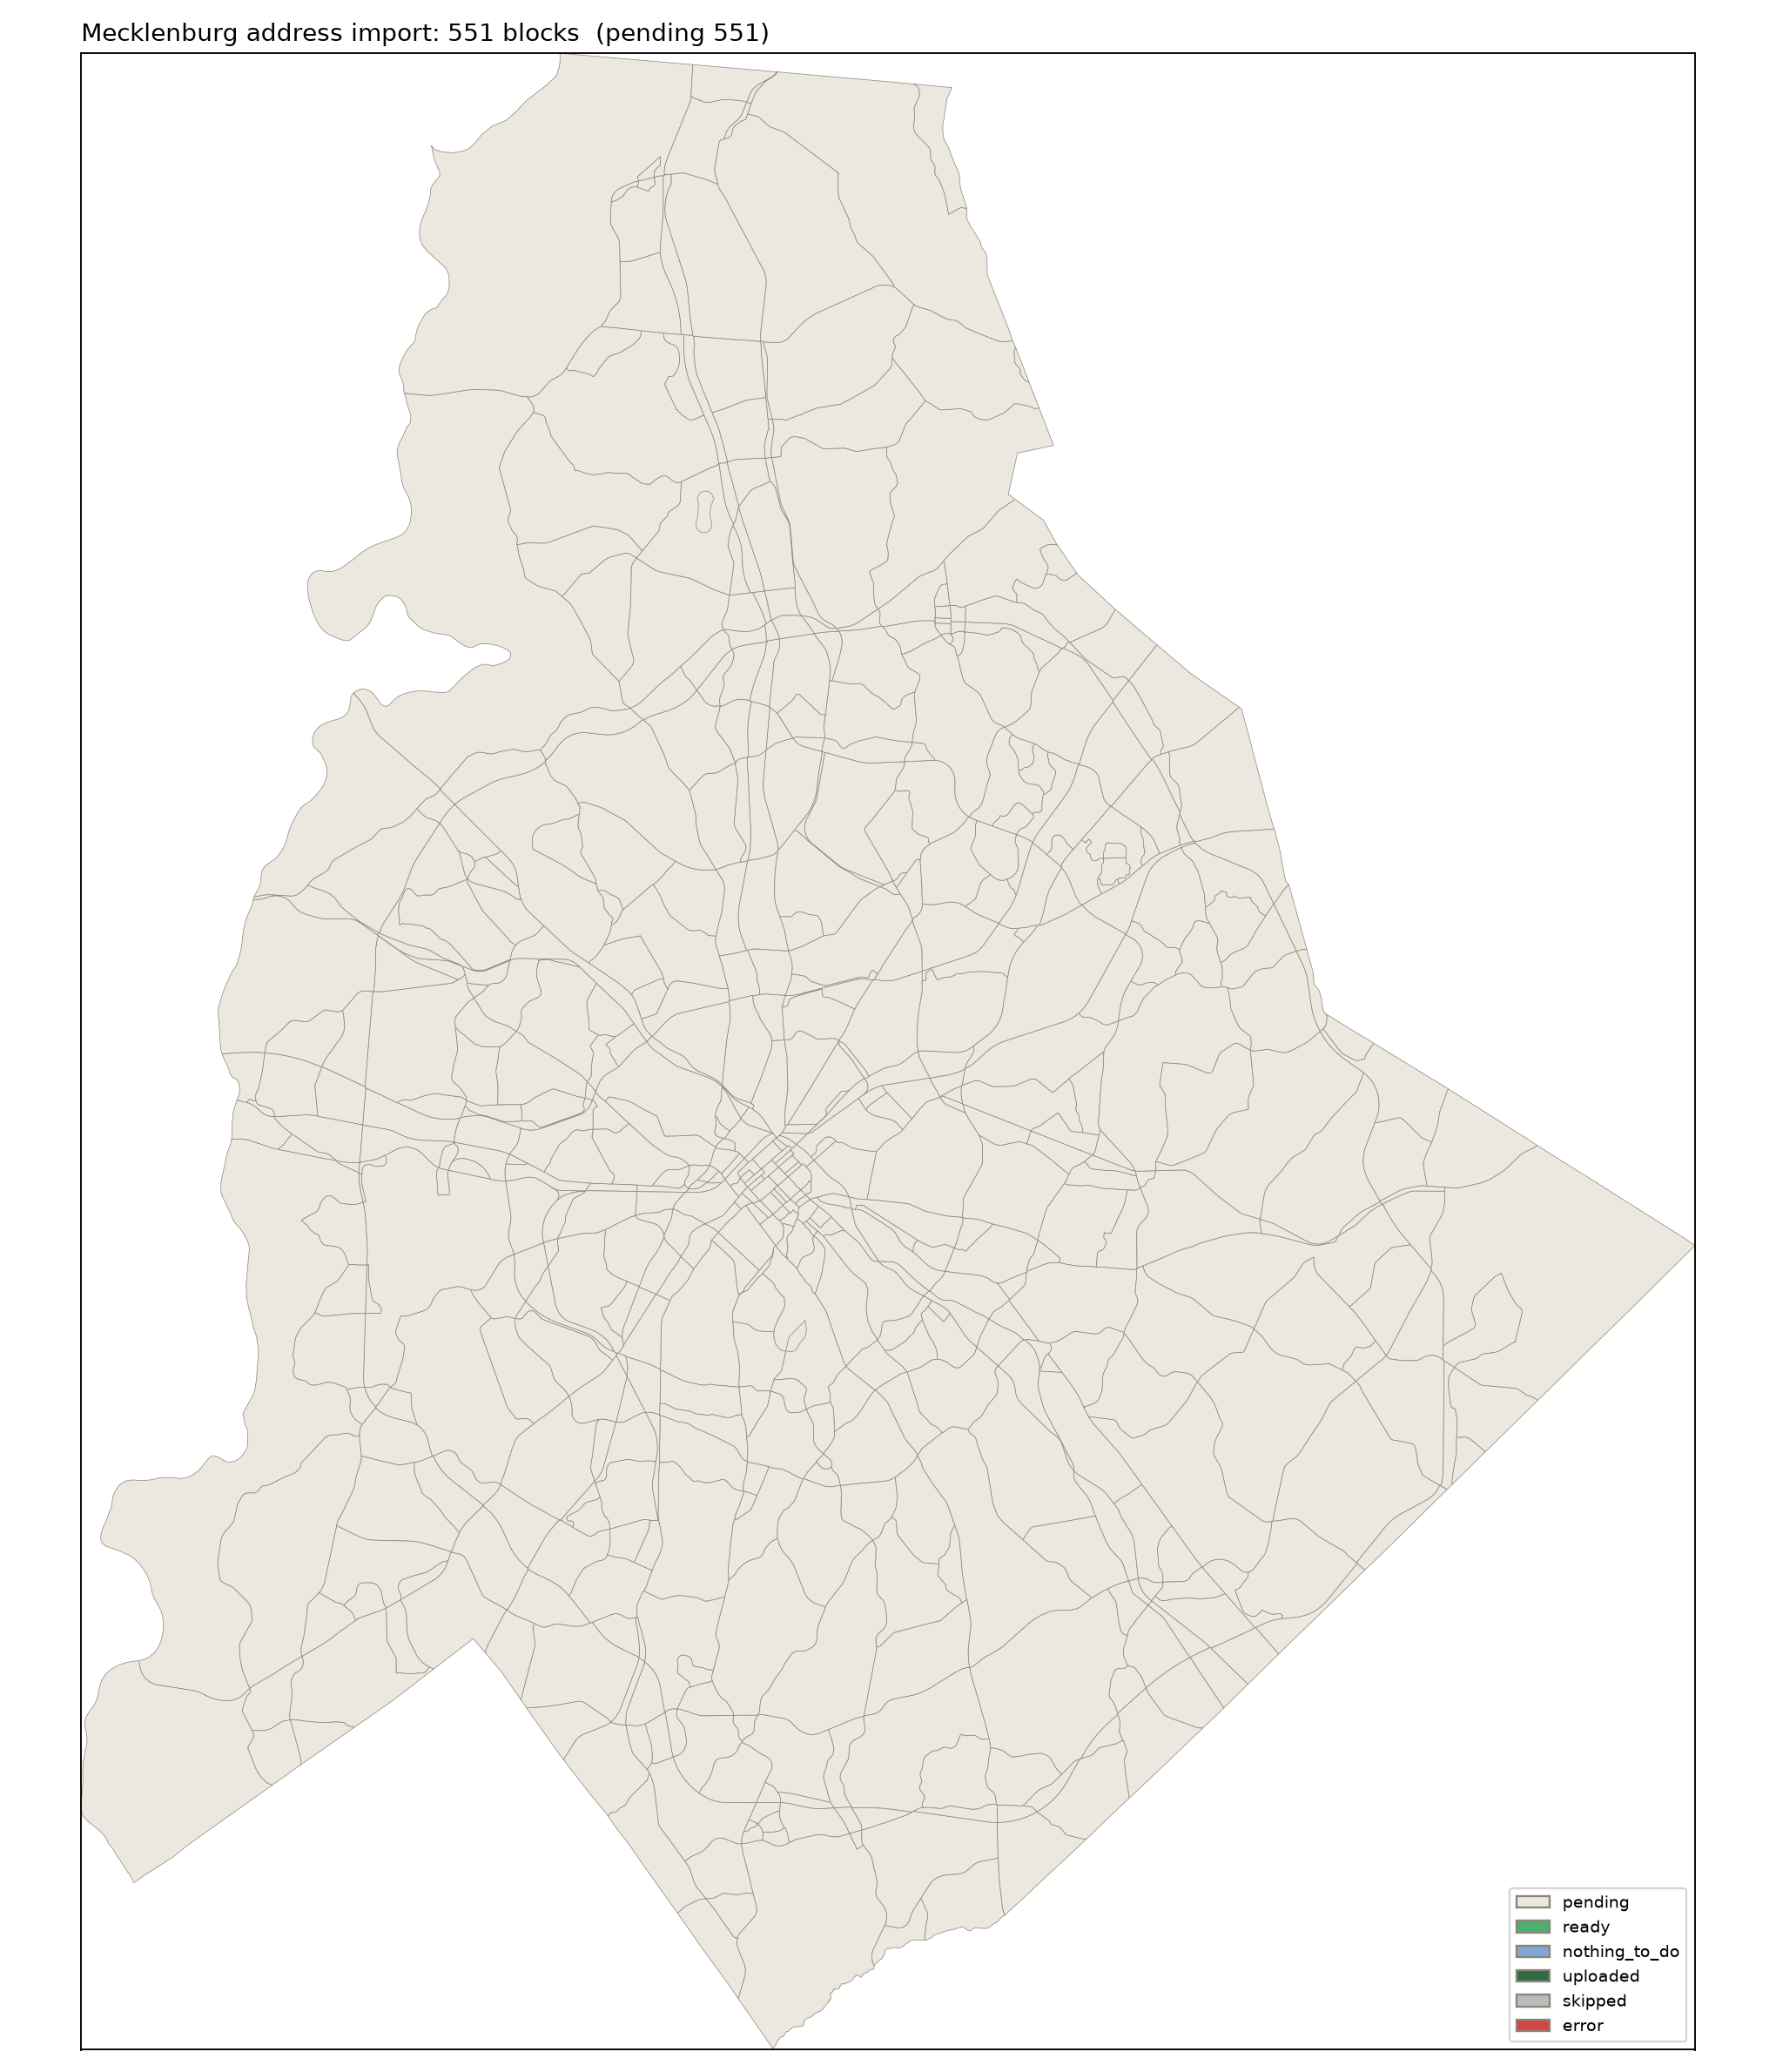 Mecklenburg address import: 551 blocks  (pending 551)
pending
ready
nothing_to_do
uploaded
skipped
error